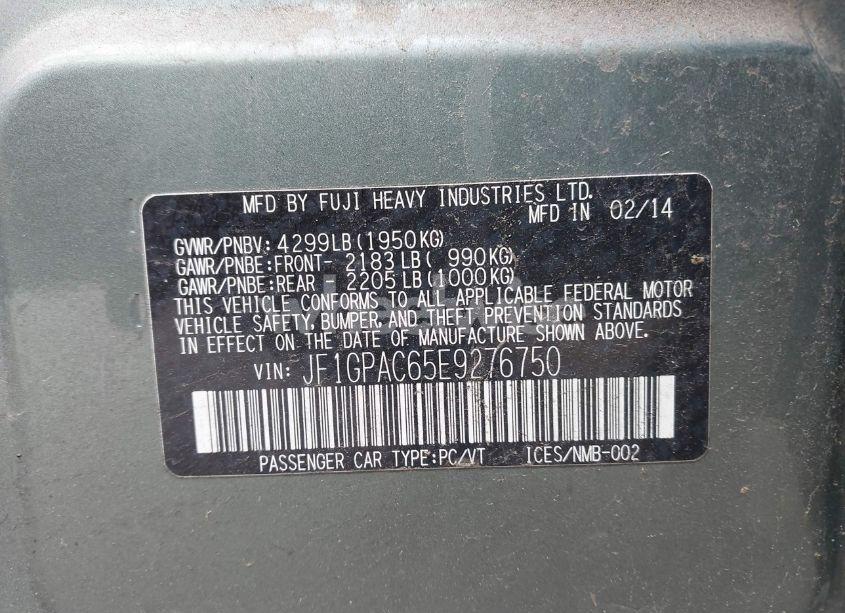 MFD BY FUJI HEAVY INDUSTRIES LTD.
MFD IN 02/14
GVWR/PNBV: 4299LB(1950KG)
GAWR/PNBE:FRONT- 2183LB( 990KG)
GAWR/PNBE:REAR - 2205LB(1000KG)
THIS VEHICLE CONFORMS TO ALL APPLICABLE FEDERAL MOTOR
VEHICLE SAFETY, BUMPER, AND THEFT PREVENTION STANDARDS
IN EFFECT ON THE DATE OF MANUFACTURE SHOWN ABOVE.
VIN: JF1GPAC65E9276750
PASSENGER CAR TYPE:PC/VT ICES/NMB-002